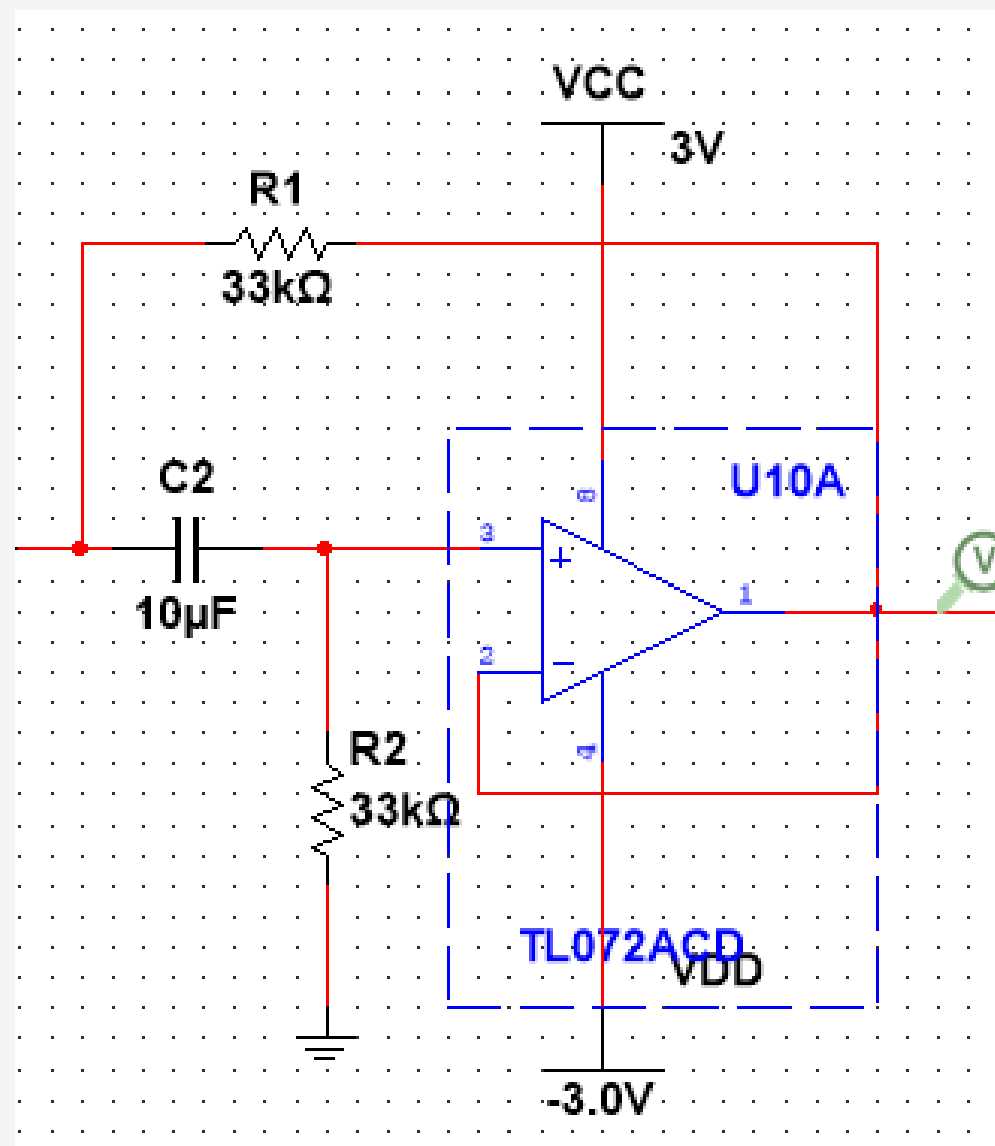 VCC
3V
R1
33kΩ
C2
10µF
U10A
8
3
+
1
2
−
4
V
R2
33kΩ
TL072ACD
VDD
-3.0V